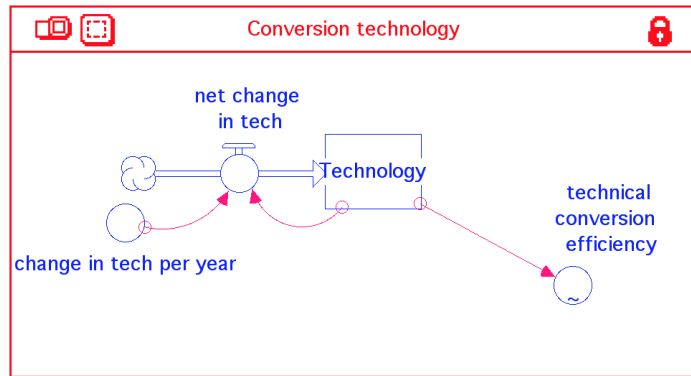 Conversion technology
net change
in tech
Technology
technical
conversion
efficiency
change in tech per year
~